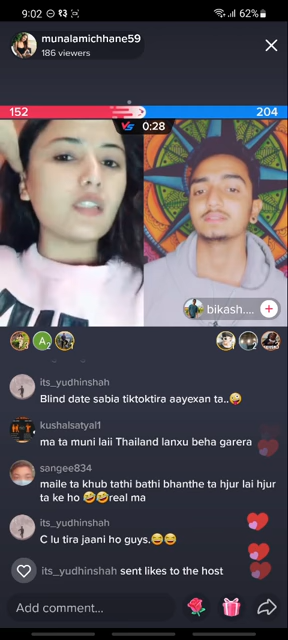 9:02
62%
munalamichhane59
186 viewers
152
VS 0:28
204
bikash....
its_yudhinshah
Blind date sabia tiktoktira aayexan ta..🤪
kushalsatyal1
ma ta muni laii Thailand lanxu beha garera
sangee834
maile ta khub tathi bathi bhanthe ta hjur lai hjur
ta ke ho 🤣🤣real ma
its_yudhinshah
C lu tira jaani ho guys.😂😂
its_yudhinshah sent likes to the host
Add comment...